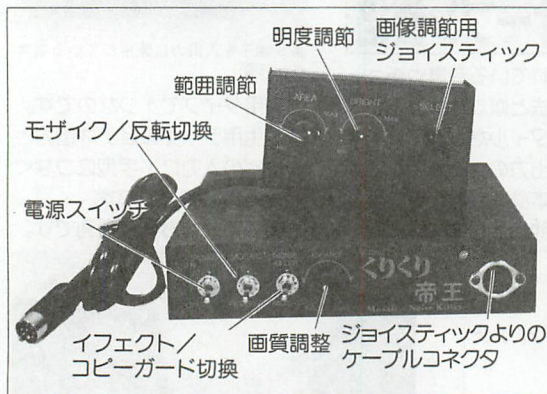 明度調節
画像調節用
ジョイスティック
範囲調節
AREA
BRIGHT
SELECT
モザイク/反転切換
電源スイッチ
くりくり
帝王
イフェクト/
コピーガード切換
画質調整
ジョイスティックよりの
ケーブルコネクタ